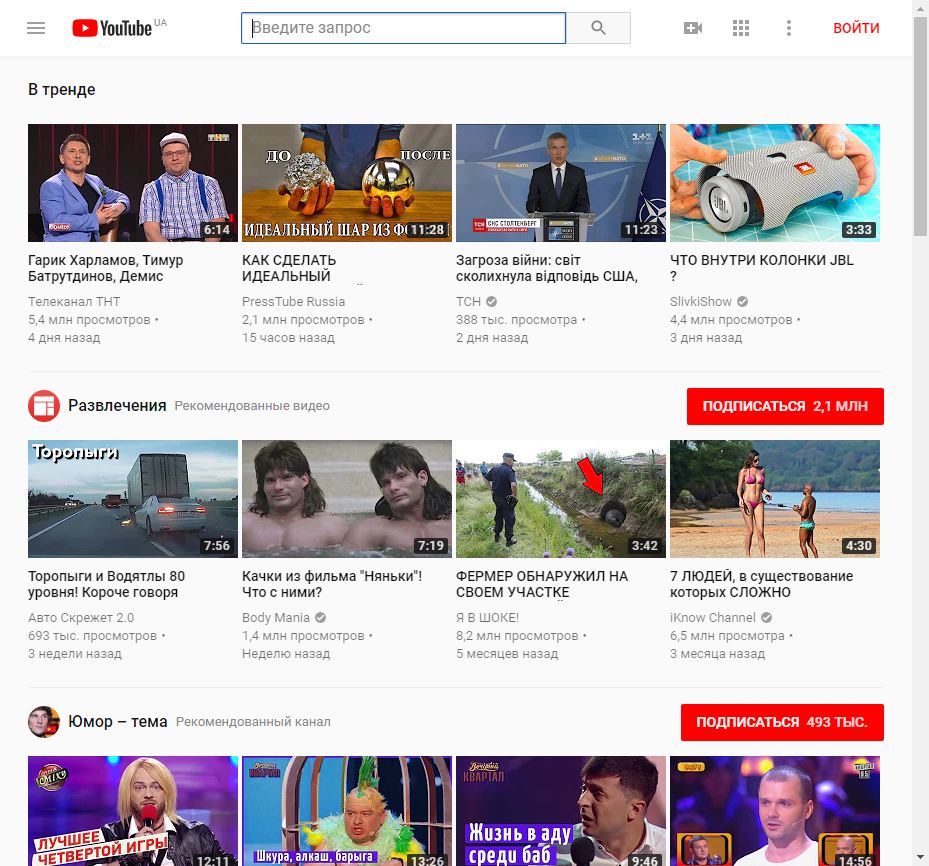 YouTube UA
Введите запрос
ВОЙТИ
В тренде
ТНТ
COMEDY
6:14
ДО
ПОСЛЕ
11:28
1+1
ТСН
ЄНС СТОЛТЕНБЕРГ
11:23
JBL
3:33
Гарик Харламов, Тимур
Батрутдинов, Демис
КАК СДЕЛАТЬ
ИДЕАЛЬНЫЙ
Загроза війни: світ
сколихнула відповідь США,
ЧТО ВНУТРИ КОЛОНКИ JBL
?
Телеканал ТНТ
5,4 млн просмотров •
4 дня назад
PressTube Russia
2,1 млн просмотров •
15 часов назад
ТСН
388 тыс. просмотра •
2 дня назад
SlivkiShow
4,4 млн просмотров •
3 дня назад
Развлечения Рекомендованные видео
ПОДПИСАТЬСЯ 2,1 МЛН
Торопыги
7:56
7:19
3:42
4:30
Торопыги и Водятлы 80
уровня! Короче говоря
Качки из фильма "Няньки"!
Что с ними?
ФЕРМЕР ОБНАРУЖИЛ НА
СВОЕМ УЧАСТКЕ
7 ЛЮДЕЙ, в существование
которых СЛОЖНО
Авто Скрежет 2.0
693 тыс. просмотров •
3 недели назад
Body Mania
1,4 млн просмотров •
Неделю назад
Я В ШОКЕ!
8,2 млн просмотров •
5 месяцев назад
iKnow Channel
6,5 млн просмотра •
3 месяца назад
Юмор – тема Рекомендованный канал
ПОДПИСАТЬСЯ 493 ТЫС.
ЛУЧШЕЕ
ЧЕТВЕРТОЙ ИГРЫ
12:11
КВАРТАЛ
Шкура, алкаш, барыга
13:26
Вечерний
КВАРТАЛ
Жизнь в аду
среди баб
9:46
14:56